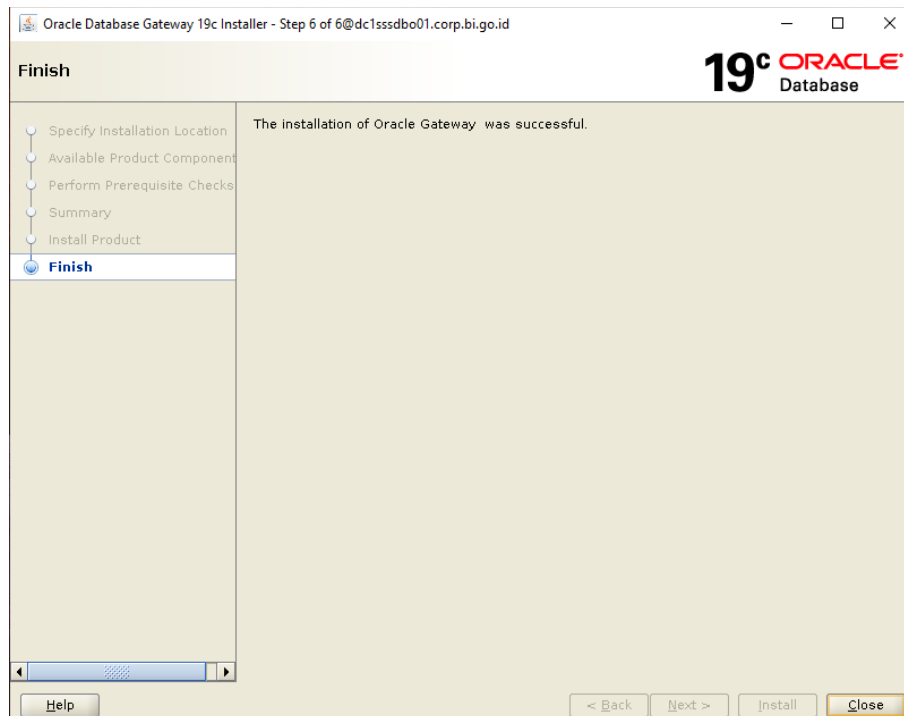 Oracle Database Gateway 19c Installer - Step 6 of 6@dc1sssdbo01.corp.bi.go.id
Finish
19c ORACLE
Database
Specify Installation Location
Available Product Component
Perform Prerequisite Checks
Summary
Install Product
Finish
The installation of Oracle Gateway was successful.
Help
< Back
Next >
Install
Close